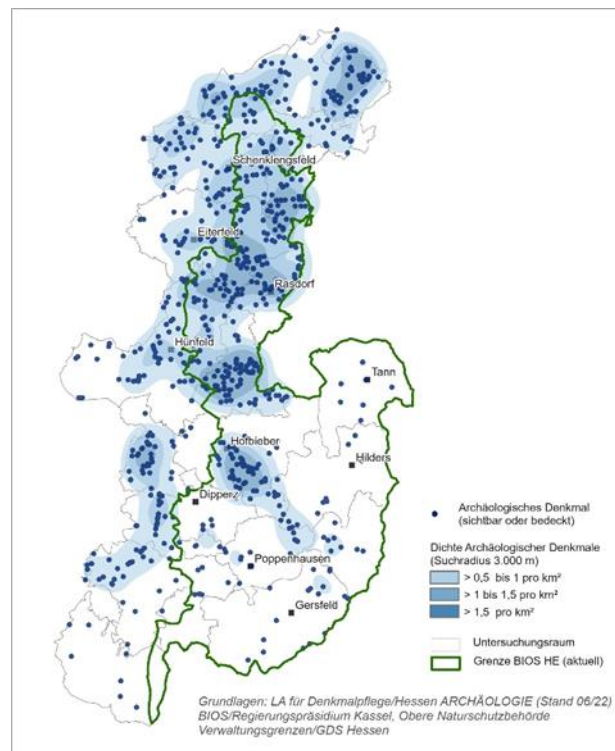 Schenklengsfeld
Eiterfeld
Rasdorf
Hünfeld
Tann
Hofbieber
Hilders
Dipperz
Poppenhausen
Gersfeld
Archäologisches Denkmal
(sichtbar oder bedeckt)
Dichte Archäologischer Denkmale
(Suchradius 3.000 m)
> 0,5 bis 1 pro km²
> 1 bis 1,5 pro km²
> 1,5 pro km²
Untersuchungsraum
Grenze BIOS HE (aktuell)
Grundlagen: LA für Denkmalpflege/Hessen ARCHÄOLOGIE (Stand 06/22)
BIOS/Regierungspräsidium Kassel, Obere Naturschutzbehörde
Verwaltungsgrenzen/GDS Hessen